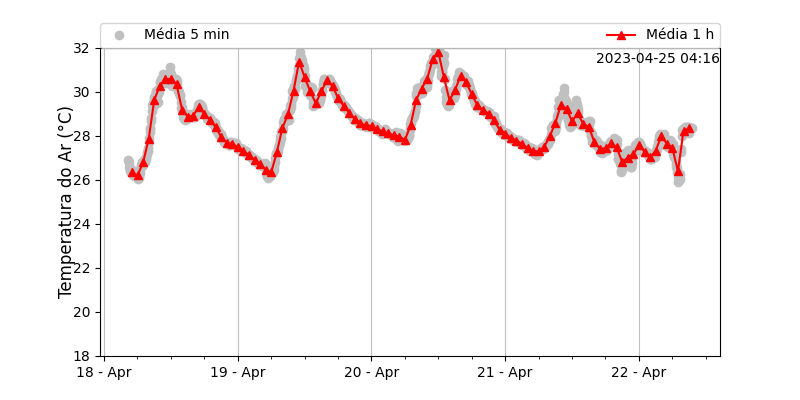 Média 5 min
Média 1 h
2023-04-25 04:16
Temperatura do Ar (°C)
32
30
28
26
24
22
20
18
18 - Apr
19 - Apr
20 - Apr
21 - Apr
22 - Apr